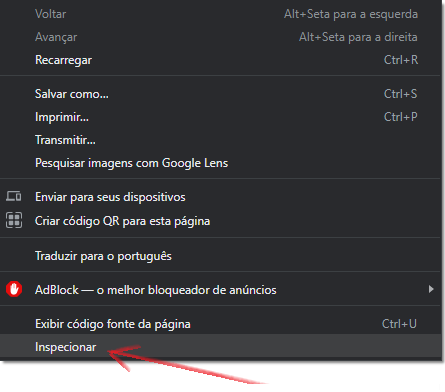 Voltar Alt+Seta para a esquerda
Avançar Alt+Seta para a direita
Recarregar Ctrl+R
Salvar como... Ctrl+S
Imprimir... Ctrl+P
Transmitir...
Pesquisar imagens com Google Lens
Enviar para seus dispositivos
Criar código QR para esta página
Traduzir para o português
AdBlock — o melhor bloqueador de anúncios
Exibir código fonte da página Ctrl+U
Inspecionar